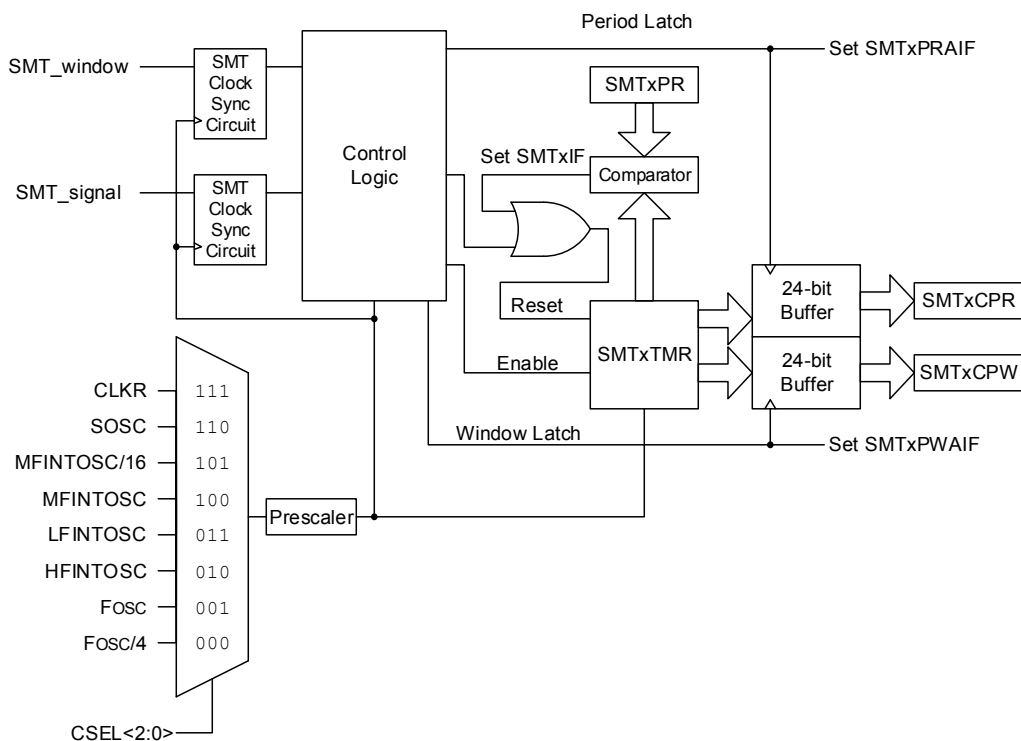 Period Latch
Set SMTxPRAIF
SMT_window
SMT
Clock
Sync
Circuit
SMTxPR
Control
Logic
Set SMTxIF
Comparator
SMT_signal
SMT
Clock
Sync
Circuit
24-bit
Buffer
SMTxCPR
Reset
SMTxTMR
Enable
24-bit
Buffer
SMTxCPW
Window Latch
Set SMTxPWAIF
CLKR 111
SOSC 110
MFINTOSC/16 101
MFINTOSC 100
Prescaler
LFINTOSC 011
HFINTOSC 010
FOSC 001
FOSC/4 000
CSEL<2:0>